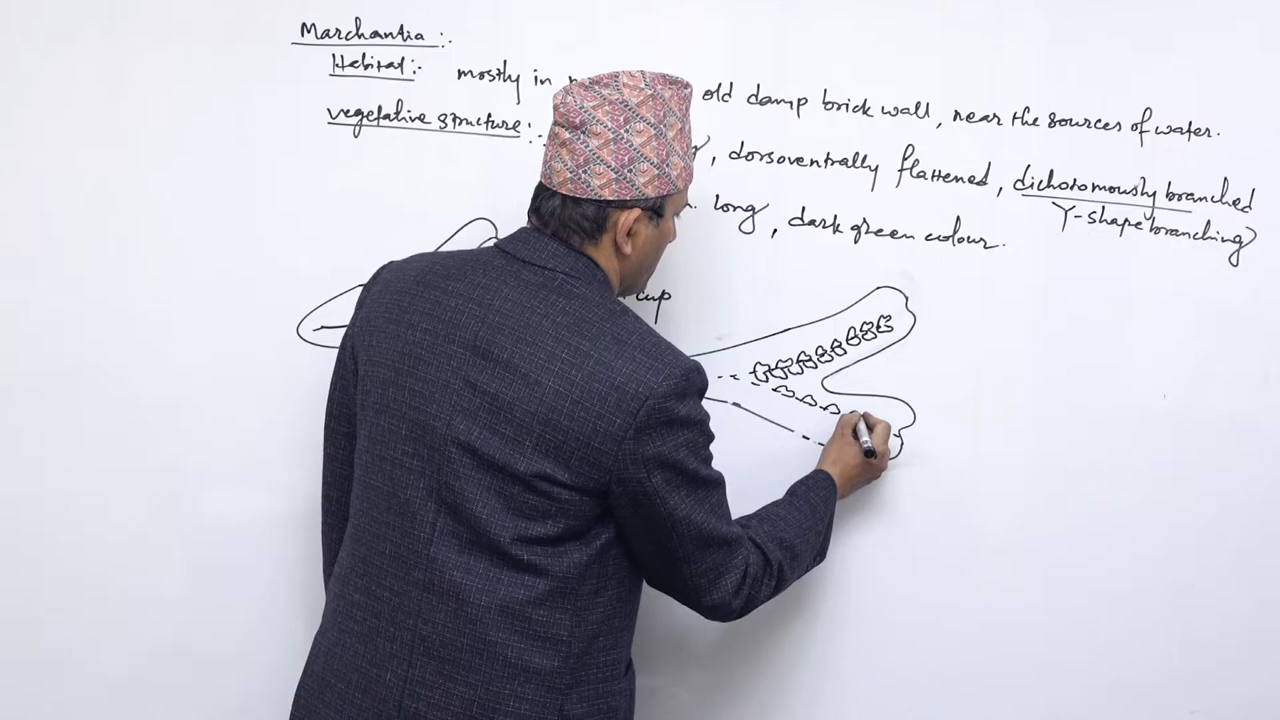 Marchantia :-
Habitat :- mostly in old damp brick wall, near the sources of water.
vegetative structure :- , dorsoventrally flattened, dichotomously branched
long, dark green colour. Y-shape branching
cup